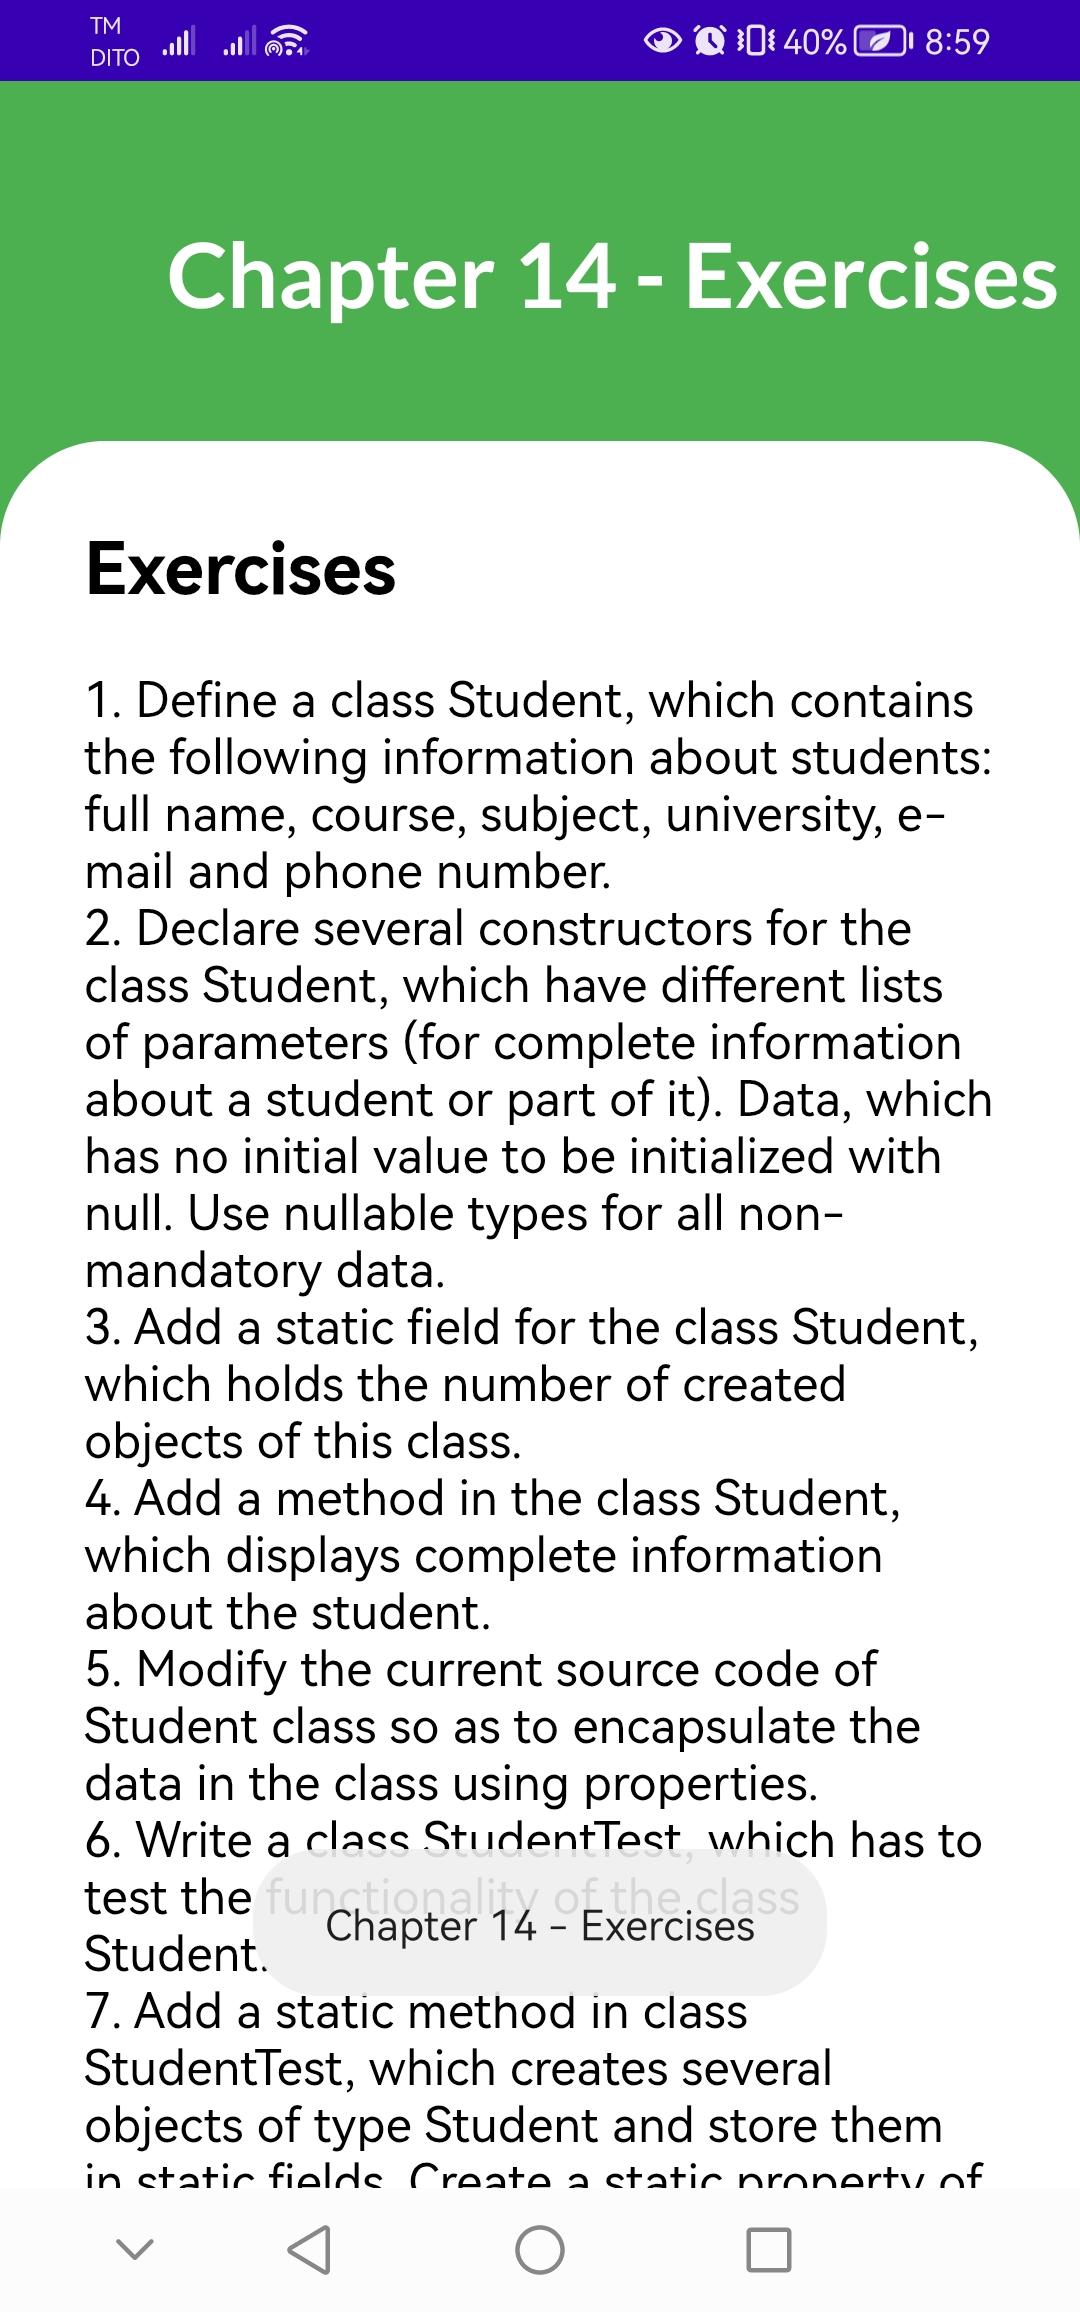 TM
DITO
40%
8:59
Chapter 14 - Exercises
Exercises
1. Define a class Student, which contains
the following information about students:
full name, course, subject, university, e-
mail and phone number.
2. Declare several constructors for the
class Student, which have different lists
of parameters (for complete information
about a student or part of it). Data, which
has no initial value to be initialized with
null. Use nullable types for all non-
mandatory data.
3. Add a static field for the class Student,
which holds the number of created
objects of this class.
4. Add a method in the class Student,
which displays complete information
about the student.
5. Modify the current source code of
Student class so as to encapsulate the
data in the class using properties.
6. Write a class StudentTest, which has to
test the functionality of the class
Student.
Chapter 14 - Exercises
7. Add a static method in class
StudentTest, which creates several
objects of type Student and store them
in static fields. Create a static property of